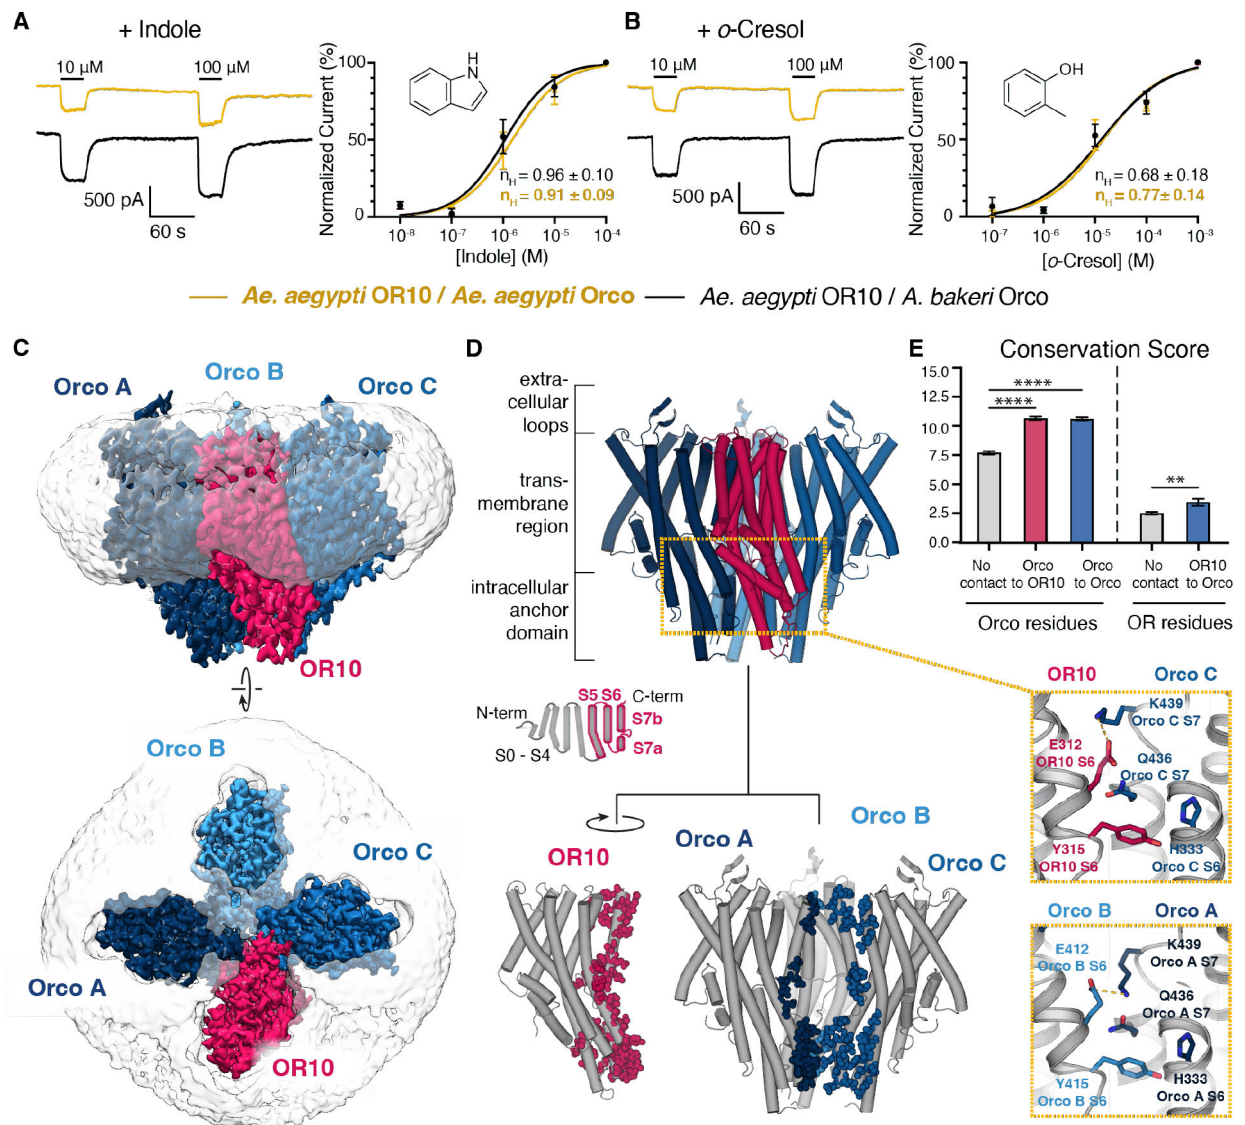 A
+ Indole
10 μM
100 μM
500 pA
60 s
Normalized Current (%)
100
50
0
H
N
nH = 0.96 ± 0.10
nH = 0.91 ± 0.09
10-8 10-7 10-6 10-5 10-4
[Indole] (M)
B
+ o-Cresol
10 μM
100 μM
500 pA
60 s
Normalized Current (%)
100
50
0
OH
nH = 0.68 ± 0.18
nH = 0.77± 0.14
10-7 10-6 10-5 10-4 10-3
[o-Cresol] (M)
Ae. aegypti OR10 / Ae. aegypti Orco
Ae. aegypti OR10 / A. bakeri Orco
C
Orco A
Orco B
Orco C
OR10
Orco B
Orco C
Orco A
OR10
D
extra-
cellular
loops
trans-
membrane
region
intracellular
anchor
domain
N-term
S0 - S4
S5 S6
C-term
S7b
S7a
OR10
Orco A
Orco B
Orco C
E
Conservation Score
15.0
12.5
10.0
7.5
5.0
2.5
0.0
****
****
**
No
contact
Orco
to OR10
Orco
to Orco
No
contact
OR10
to Orco
Orco residues
OR residues
OR10
Orco C
K439
Orco C S7
E312
OR10 S6
Q436
Orco C S7
Y315
OR10 S6
H333
Orco C S6
Orco B
Orco A
E412
Orco B S6
K439
Orco A S7
Q436
Orco A S7
Y415
Orco B S6
H333
Orco A S6